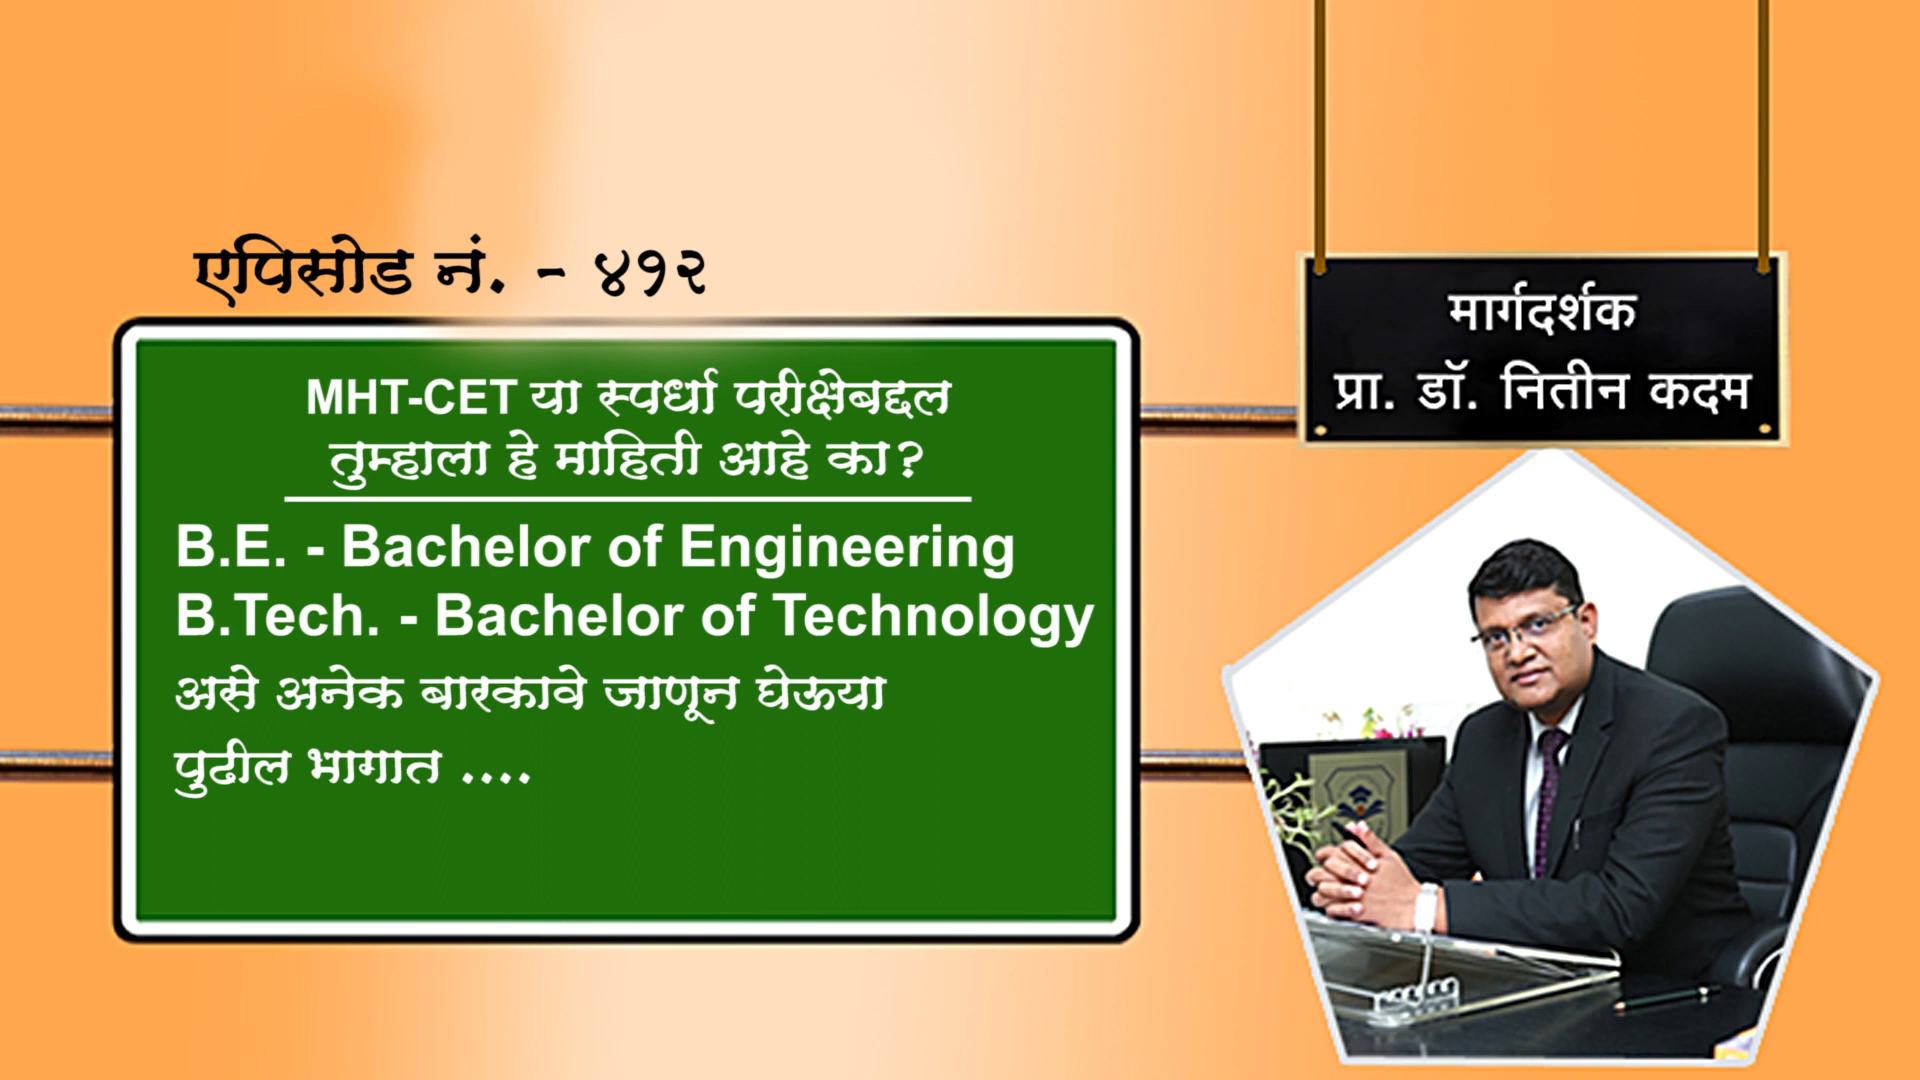 एपिसोड नं. - ४१२
MHT-CET या स्पर्धा परीक्षेबद्दल
तुम्हाला हे माहिती आहे का?
B.E. - Bachelor of Engineering
B.Tech. - Bachelor of Technology
असे अनेक बारकावे जाणून घेऊया
पुढील भागात ....
मार्गदर्शक
प्रा. डॉ. नितीन कदम